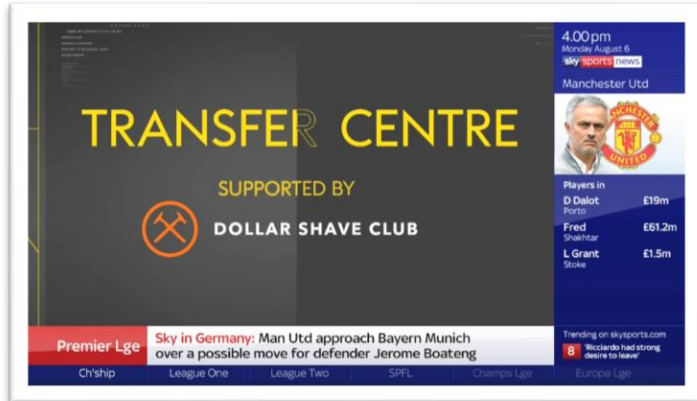 TRANSFER CENTRE
SUPPORTED BY
DOLLAR SHAVE CLUB
4.00pm
Monday August 6
sky sports news
Manchester Utd
MANCHESTER
UNITED
Players in
D Dalot £19m
Porto
Fred £61.2m
Shakhtar
L Grant £1.5m
Stoke
Trending on skysports.com
8 'Ricciardo had strong
desire to leave'
Premier Lge
Sky in Germany: Man Utd approach Bayern Munich
over a possible move for defender Jerome Boateng
Ch'ship League One League Two SPFL Champs Lge Europa Lge